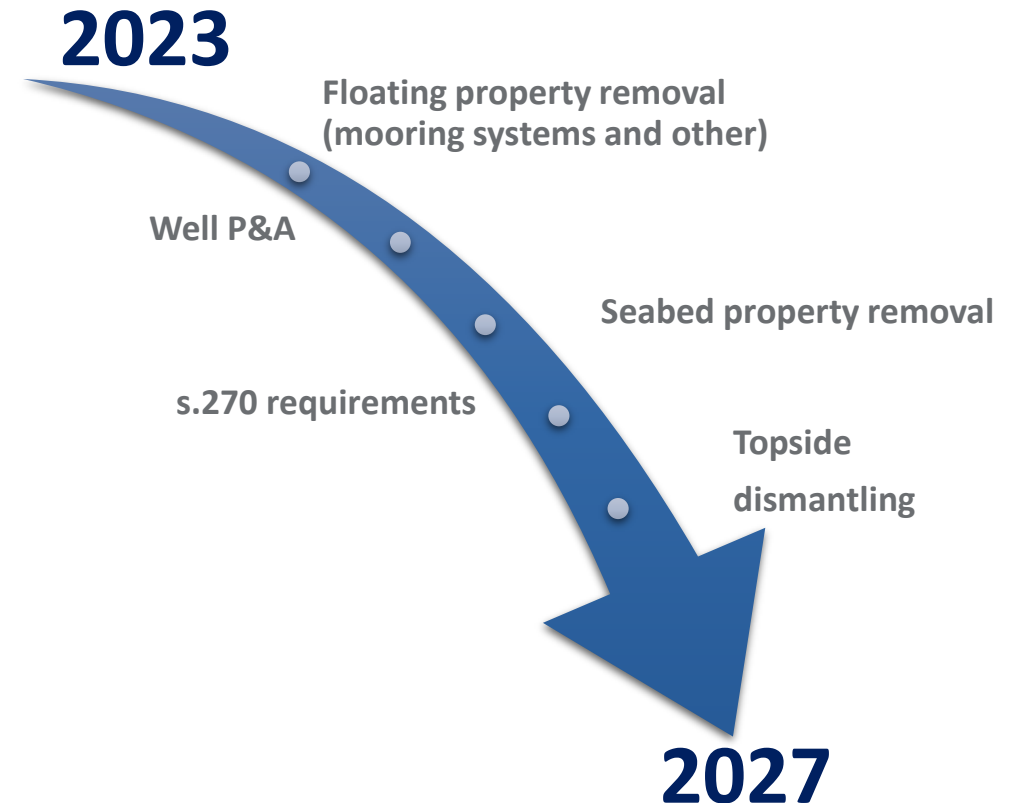 2023
Floating property removal
(mooring systems and other)
Well P&A
Seabed property removal
s.270 requirements
Topside
dismantling
2027